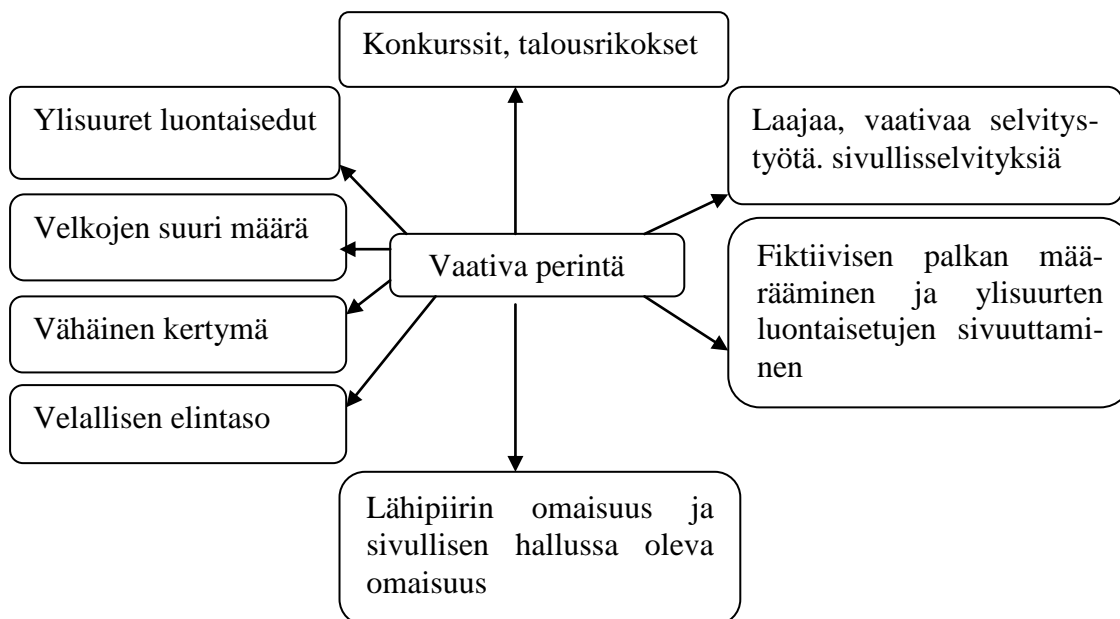 Konkurssit, talousrikokset
Ylisuuret luontaisedut
Laajaa, vaativaa selvitys-
työtä. sivullisselvityksiä
Velkojen suuri määrä
Vaativa perintä
Fiktiivisen palkan mää-
rääminen ja ylisuurten
luontaisetujen sivuuttami-
nen
Vähäinen kertymä
Velallisen elintaso
Lähipiirin omaisuus ja
sivullisen hallussa oleva
omaisuus